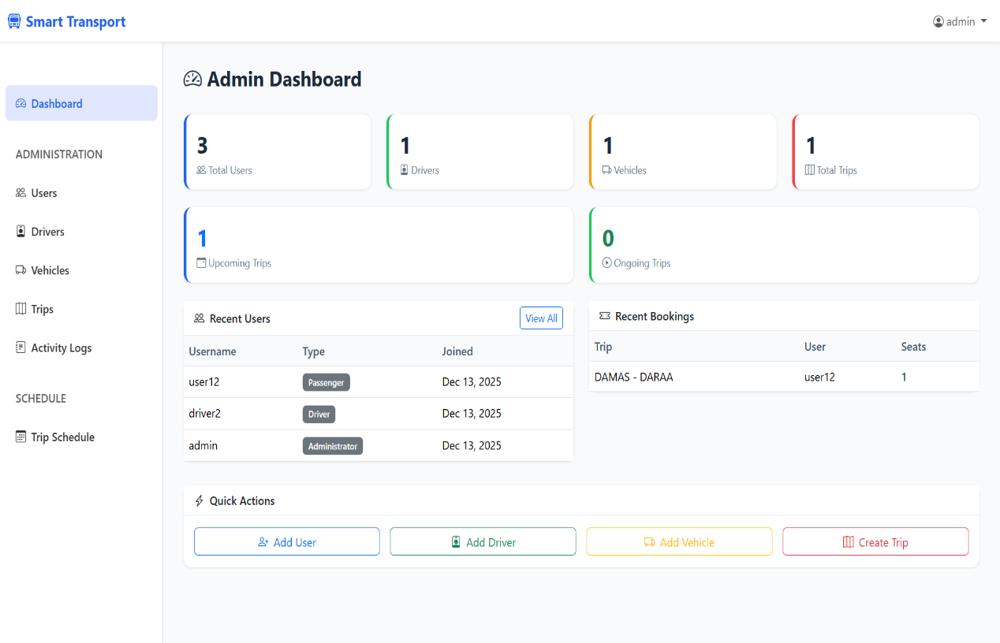 Smart Transport
admin
Dashboard
ADMINISTRATION
Users
Drivers
Vehicles
Trips
Activity Logs
SCHEDULE
Trip Schedule
Admin Dashboard
3
Total Users
1
Drivers
1
Vehicles
1
Total Trips
1
Upcoming Trips
0
Ongoing Trips
Recent Users View All
Username Type Joined
user12 Passenger Dec 13, 2025
driver2 Driver Dec 13, 2025
admin Administrator Dec 13, 2025
Recent Bookings
Trip User Seats
DAMAS - DARAA user12 1
Quick Actions
Add User Add Driver Add Vehicle Create Trip